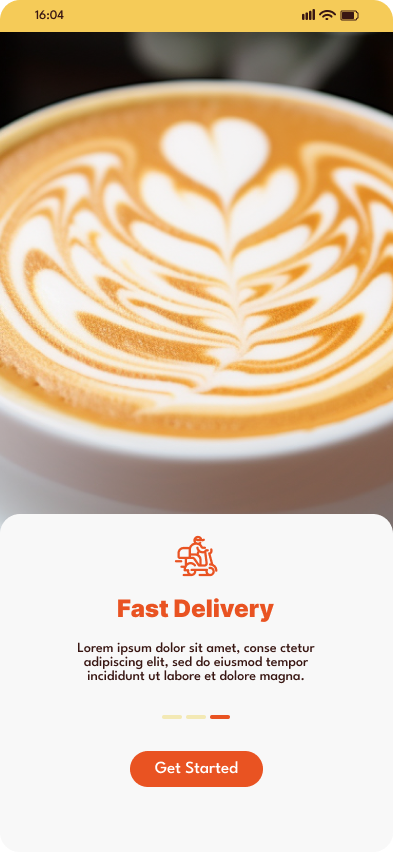 16:04
Fast Delivery
Lorem ipsum dolor sit amet, conse ctetur
adipiscing elit, sed do eiusmod tempor
incididunt ut labore et dolore magna.
Get Started